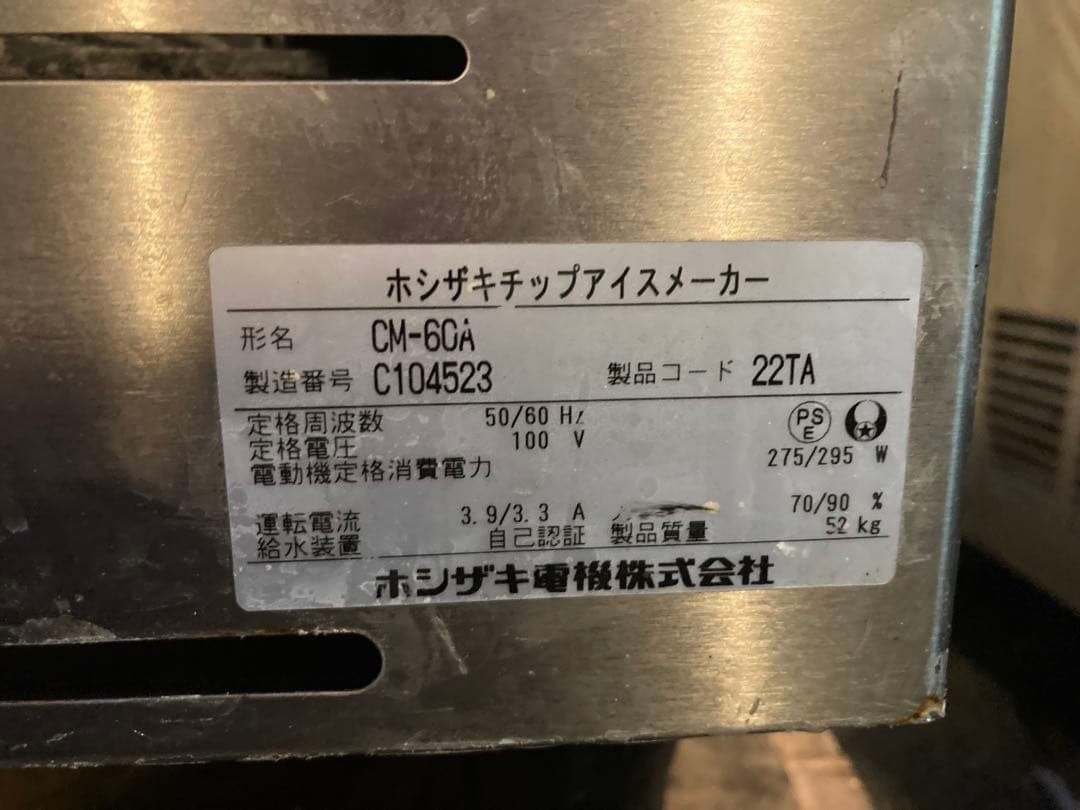 ホシザキチップアイスメーカー
形名 CM-60A
製造番号 C104523 製品コード 22TA
定格周波数 50/60 Hz PSE
定格電圧 100 V
電動機定格消費電力 275/295 W
運転電流 3.9/3.3 A 70/90 %
給水装置 自己認証 製品質量 52 kg
ホシザキ電機株式会社